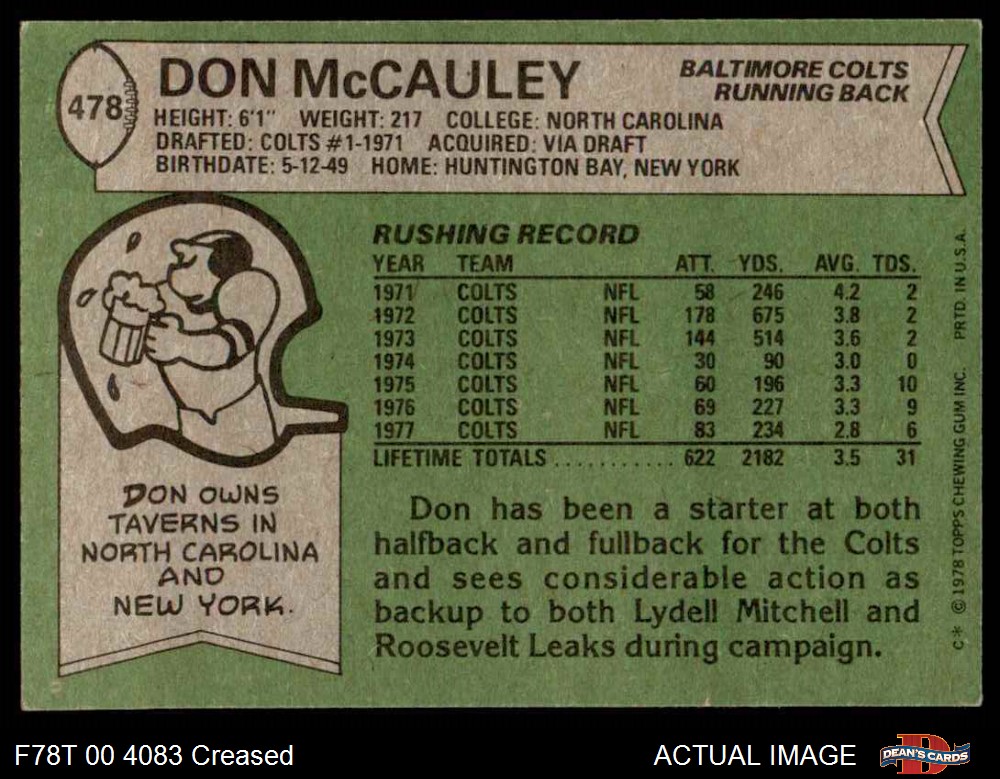 478
DON McCAULEY
BALTIMORE COLTS
RUNNING BACK
HEIGHT: 6'1" WEIGHT: 217 COLLEGE: NORTH CAROLINA
DRAFTED: COLTS #1-1971 ACQUIRED: VIA DRAFT
BIRTHDATE: 5-12-49 HOME: HUNTINGTON BAY, NEW YORK
RUSHING RECORD
YEAR TEAM ATT. YDS. AVG. TDS.
1971 COLTS NFL 58 246 4.2 2
1972 COLTS NFL 178 675 3.8 2
1973 COLTS NFL 144 514 3.6 2
1974 COLTS NFL 30 90 3.0 0
1975 COLTS NFL 60 196 3.3 10
1976 COLTS NFL 69 227 3.3 9
1977 COLTS NFL 83 234 2.8 6
LIFETIME TOTALS ........... 622 2182 3.5 31
DON OWNS
TAVERNS IN
NORTH CAROLINA
AND
NEW YORK.
Don has been a starter at both
halfback and fullback for the Colts
and sees considerable action as
backup to both Lydell Mitchell and
Roosevelt Leaks during campaign.
C* © 1978 TOPPS CHEWING GUM INC. PRTD. IN U.S.A.
F78T 00 4083 Creased
ACTUAL IMAGE
DEAN'S CARDS